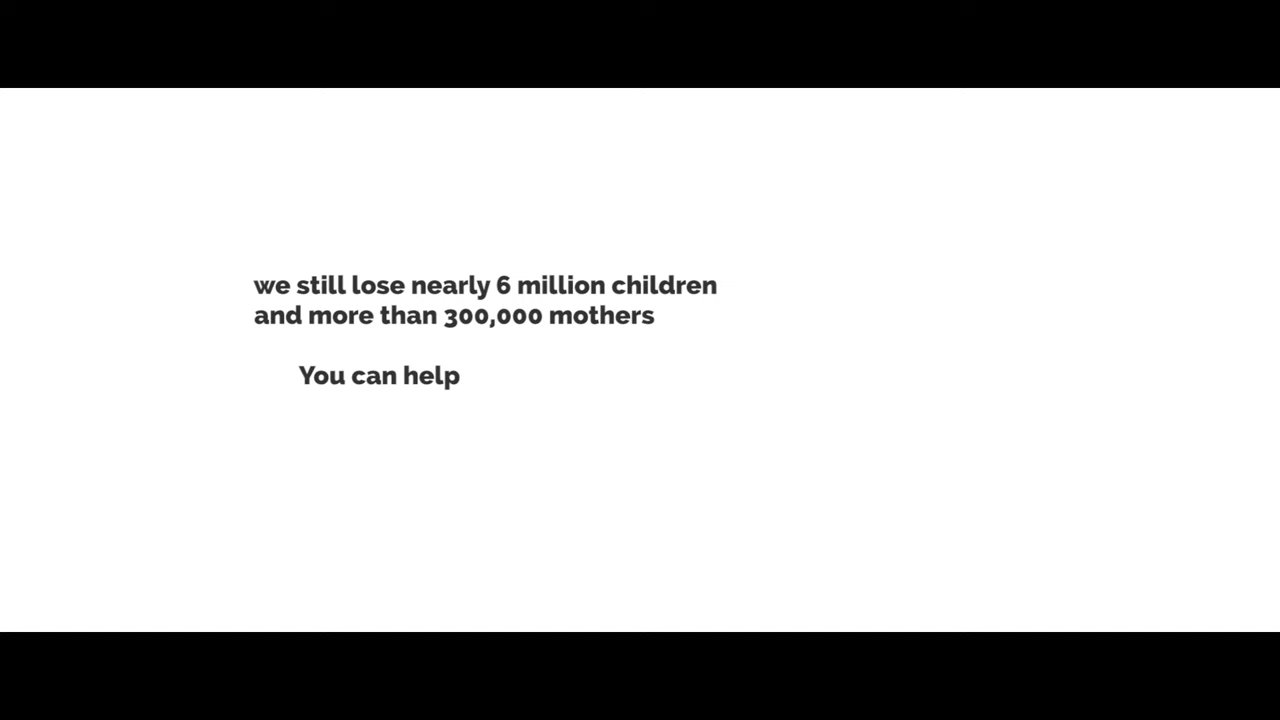 we still lose nearly 6 million children
and more than 300,000 mothers
You can help